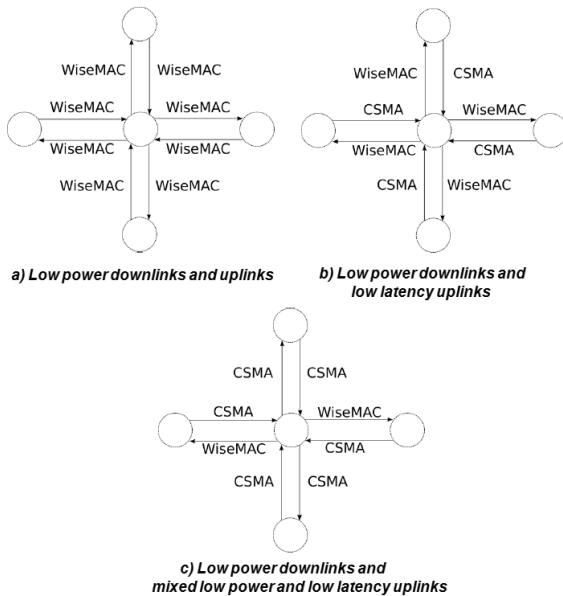 WiseMAC WiseMAC
WiseMAC WiseMAC
WiseMAC WiseMAC
WiseMAC WiseMAC
a) Low power downlinks and uplinks
WiseMAC CSMA
CSMA WiseMAC
WiseMAC CSMA
CSMA WiseMAC
b) Low power downlinks and
low latency uplinks
CSMA CSMA
CSMA WiseMAC
WiseMAC CSMA
CSMA CSMA
c) Low power downlinks and
mixed low power and low latency uplinks